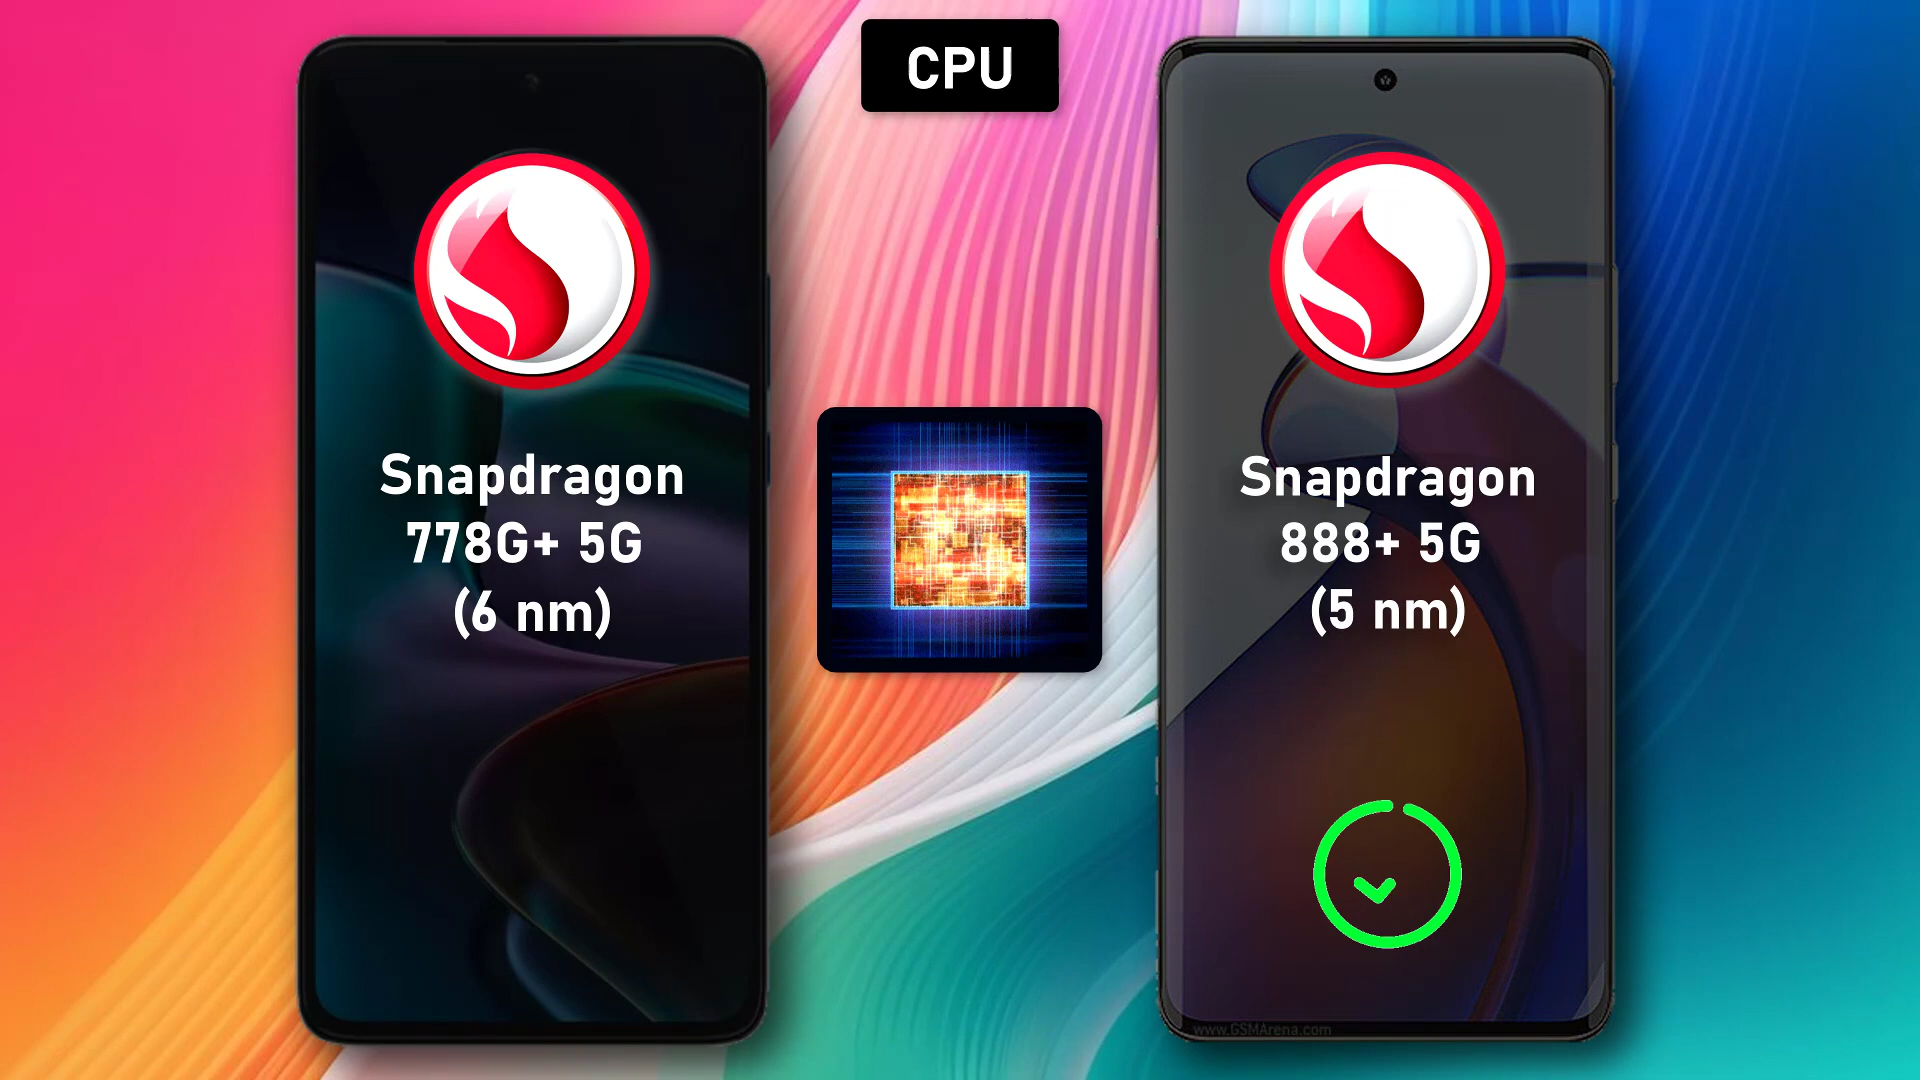 CPU
Snapdragon
778G+ 5G
(6 nm)
Snapdragon
888+ 5G
(5 nm)
www.GSMArena.com